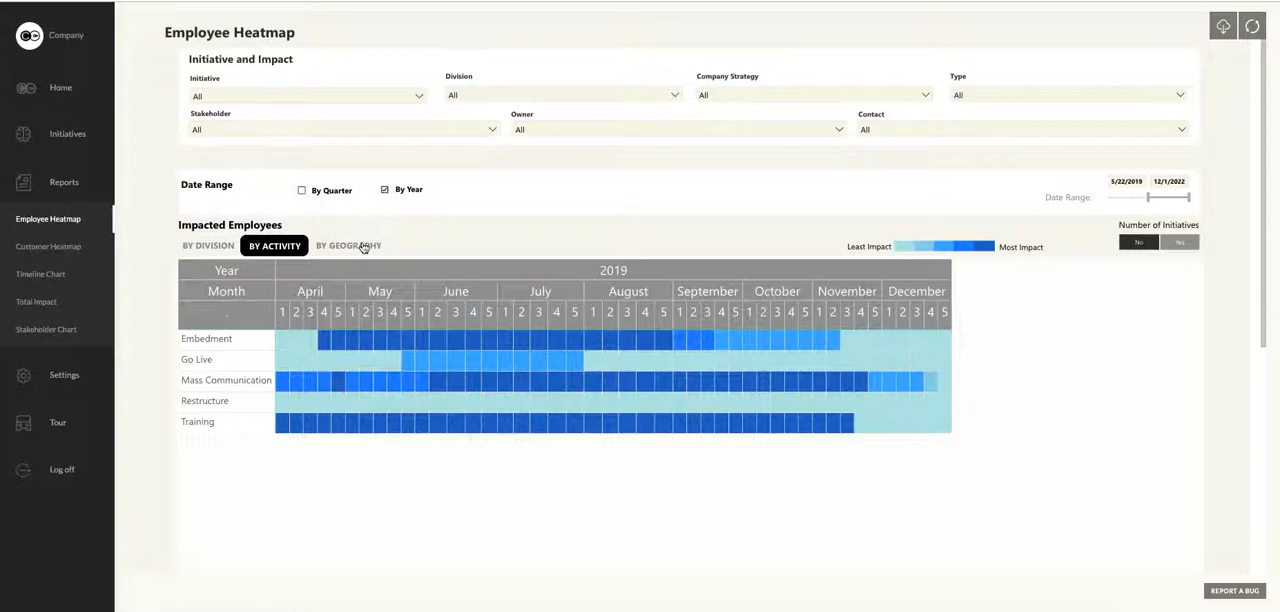 Company
Home
Initiatives
Reports
Employee Heatmap
Customer Heatmap
Timeline Chart
Total Impact
Stakeholder Chart
Settings
Tour
Log off
Employee Heatmap
Initiative and Impact
Initiative Division Company Strategy Type
All All All All
Stakeholder Owner Contact
All All All
Date Range By Quarter By Year
5/22/2019 12/1/2022
Date Range:
Impacted Employees
Number of Initiatives
BY DIVISION BY ACTIVITY BY GEOGRAPHY Least Impact Most Impact No Yes
Year 2019
Month April May June July August September October November December
. 1 2 3 4 5 1 2 3 4 5 1 2 3 4 5 1 2 3 4 5 1 2 3 4 5 1 2 3 4 5 1 2 3 4 5 1 2 3 4 5 1 2 3 4 5
Embedment
Go Live
Mass Communication
Restructure
Training
REPORT A BUG